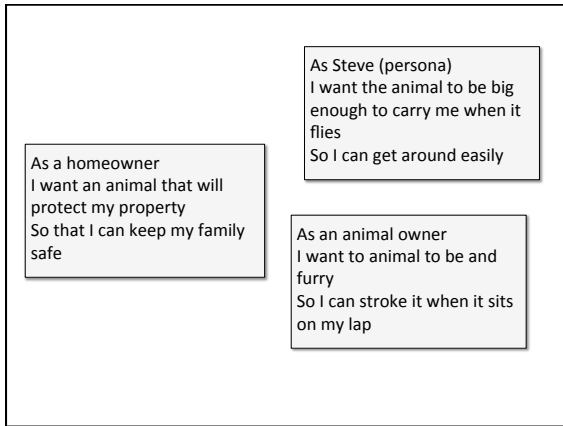 As Steve (persona)
I want the animal to be big
enough to carry me when it
flies
So I can get around easily
As a homeowner
I want an animal that will
protect my property
So that I can keep my family
safe
As an animal owner
I want to animal to be and
furry
So I can stroke it when it sits
on my lap